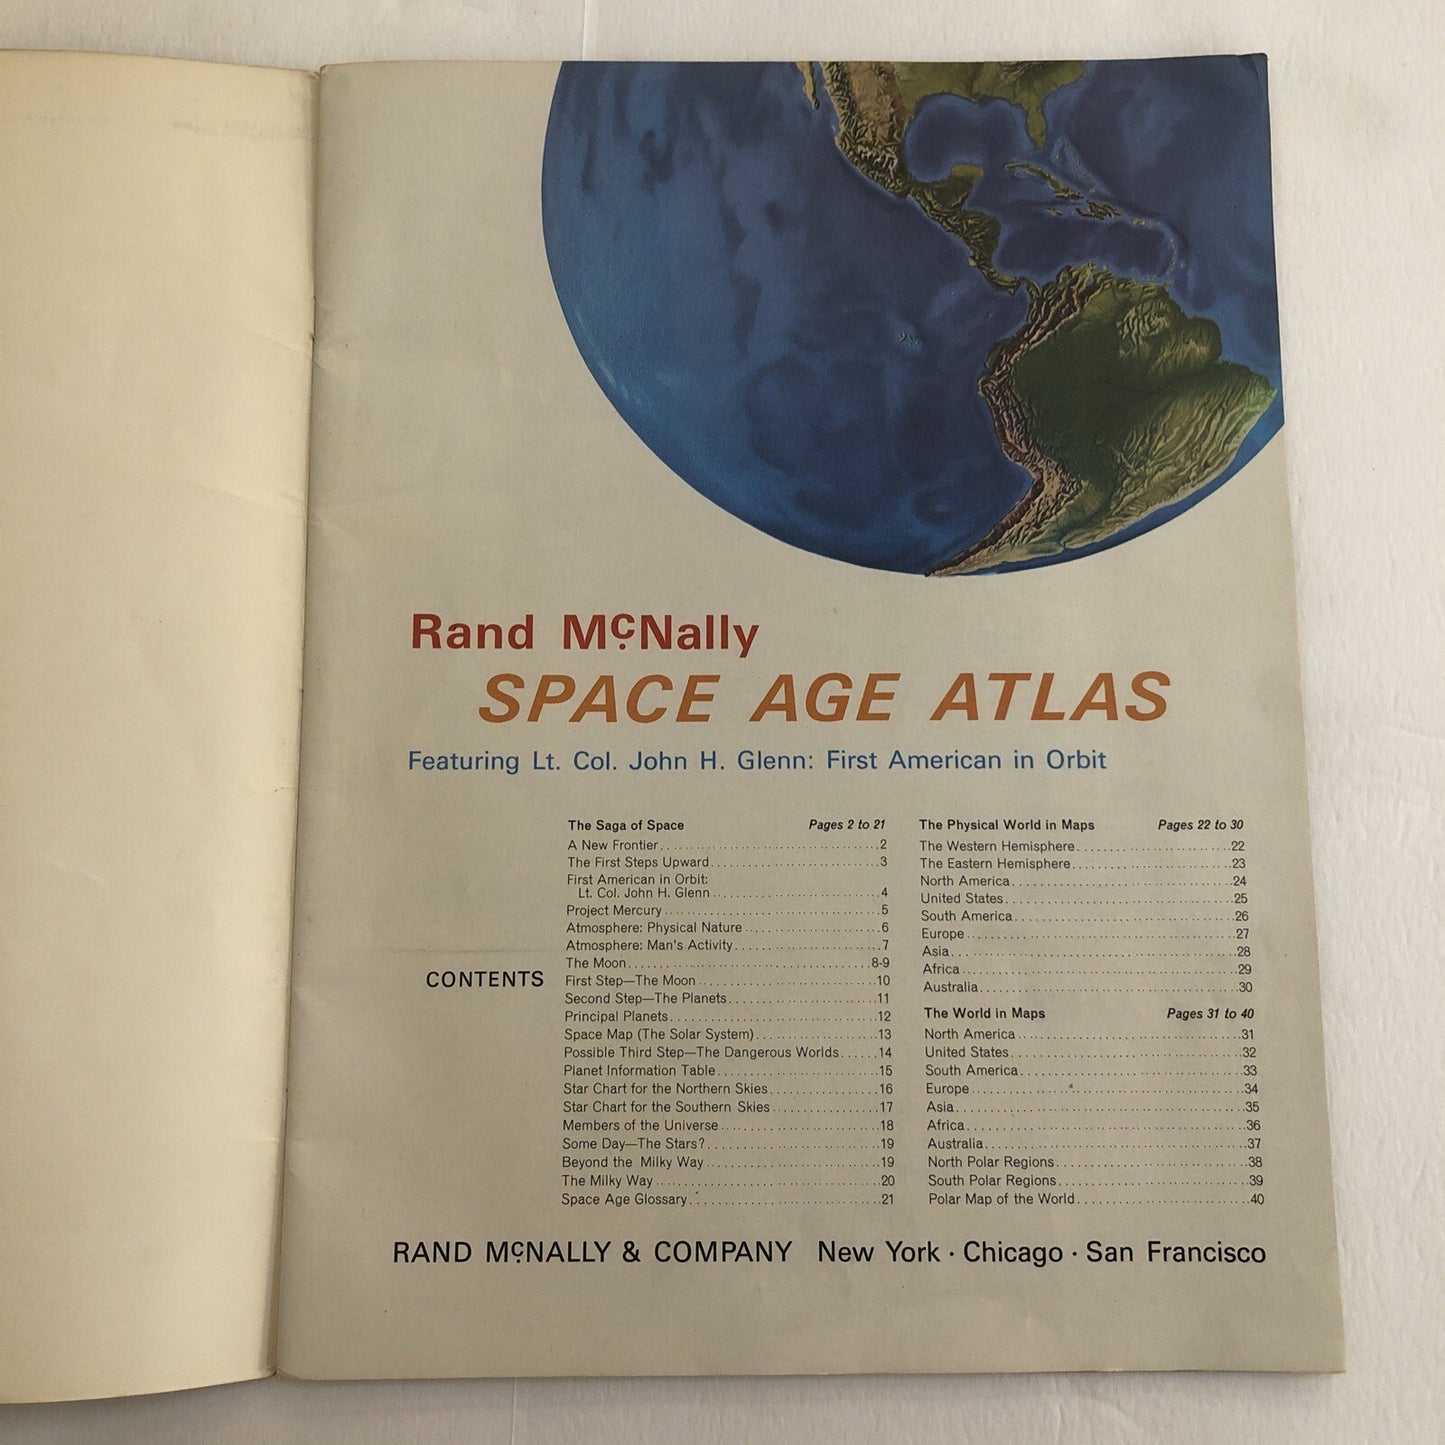 Rand McNally
SPACE AGE ATLAS
Featuring Lt. Col. John H. Glenn: First American in Orbit
CONTENTS
The Saga of Space Pages 2 to 21
A New Frontier 2
The First Steps Upward 3
First American in Orbit:
Lt. Col. John H. Glenn 4
Project Mercury 5
Atmosphere: Physical Nature 6
Atmosphere: Man's Activity 7
The Moon 8-9
First Step—The Moon 10
Second Step—The Planets 11
Principal Planets 12
Space Map (The Solar System) 13
Possible Third Step—The Dangerous Worlds 14
Planet Information Table 15
Star Chart for the Northern Skies 16
Star Chart for the Southern Skies 17
Members of the Universe 18
Some Day—The Stars? 19
Beyond the Milky Way 19
The Milky Way 20
Space Age Glossary 21
The Physical World in Maps Pages 22 to 30
The Western Hemisphere 22
The Eastern Hemisphere 23
North America 24
United States 25
South America 26
Europe 27
Asia 28
Africa 29
Australia 30
The World in Maps Pages 31 to 40
North America 31
United States 32
South America 33
Europe 34
Asia 35
Africa 36
Australia 37
North Polar Regions 38
South Polar Regions 39
Polar Map of the World 40
RAND McNALLY & COMPANY New York · Chicago · San Francisco